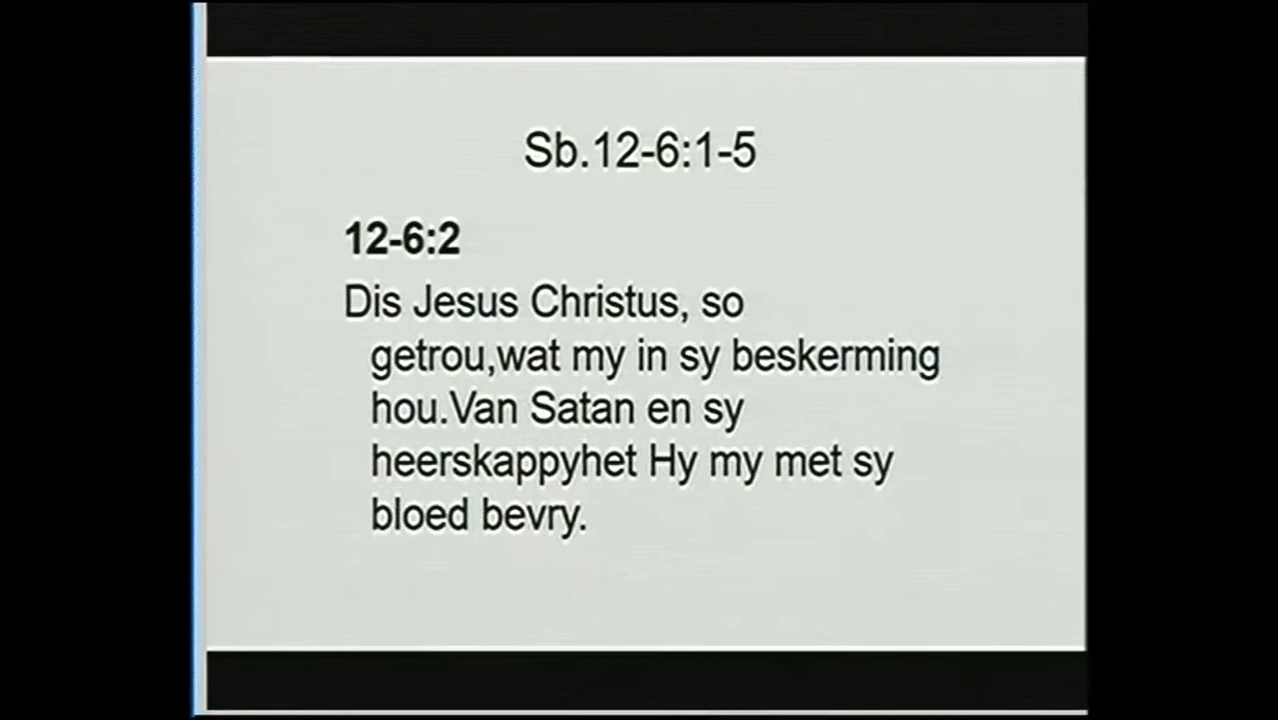 Sb.12-6:1-5
12-6:2
Dis Jesus Christus, so
getrou,wat my in sy beskerming
hou.Van Satan en sy
heerskappyhet Hy my met sy
bloed bevry.